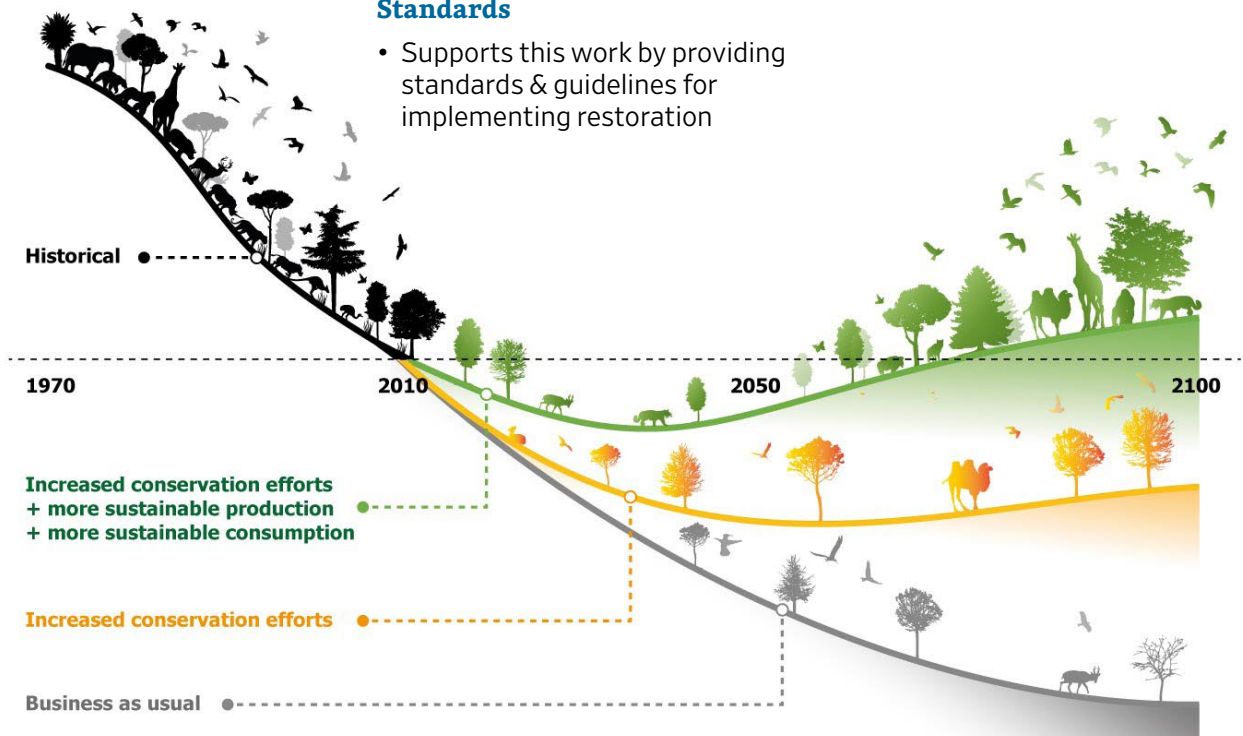 Standards
• Supports this work by providing
standards & guidelines for
implementing restoration
Historical
1970
2010
2050
2100
Increased conservation efforts
+ more sustainable production
+ more sustainable consumption
Increased conservation efforts
Business as usual